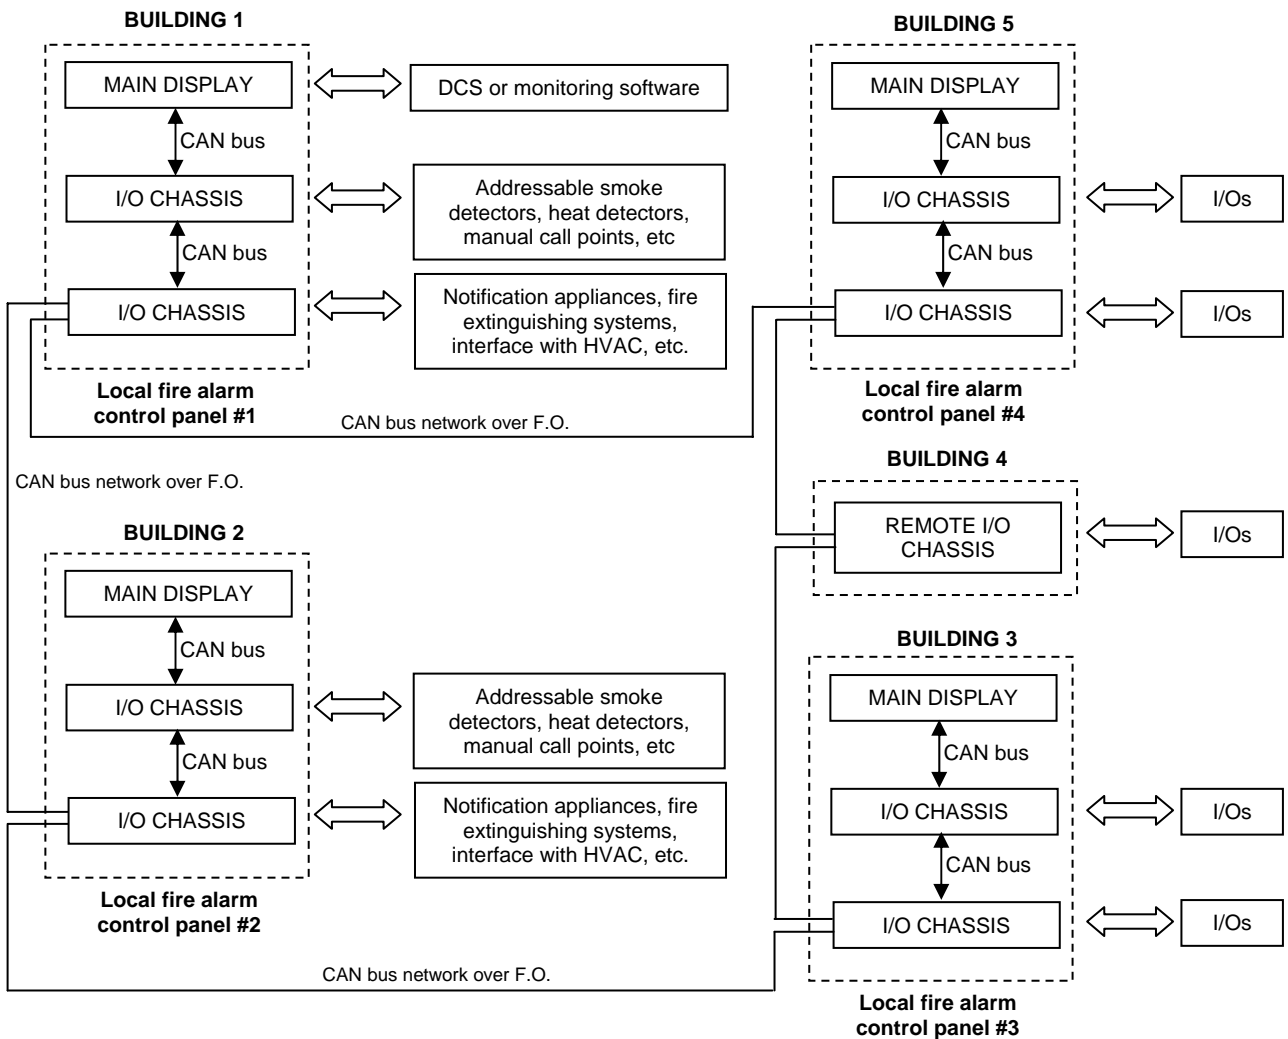 BUILDING 1
MAIN DISPLAY
DCS or monitoring software
CAN bus
I/O CHASSIS
Addressable smoke
detectors, heat detectors,
manual call points, etc
CAN bus
I/O CHASSIS
Notification appliances, fire
extinguishing systems,
interface with HVAC, etc.
Local fire alarm
control panel #1
CAN bus network over F.O.
CAN bus network over F.O.
BUILDING 2
MAIN DISPLAY
CAN bus
I/O CHASSIS
Addressable smoke
detectors, heat detectors,
manual call points, etc
CAN bus
I/O CHASSIS
Notification appliances, fire
extinguishing systems,
interface with HVAC, etc.
Local fire alarm
control panel #2
CAN bus network over F.O.
BUILDING 5
MAIN DISPLAY
CAN bus
I/O CHASSIS
I/Os
CAN bus
I/O CHASSIS
I/Os
Local fire alarm
control panel #4
BUILDING 4
REMOTE I/O
CHASSIS
I/Os
BUILDING 3
MAIN DISPLAY
CAN bus
I/O CHASSIS
I/Os
CAN bus
I/O CHASSIS
I/Os
Local fire alarm
control panel #3